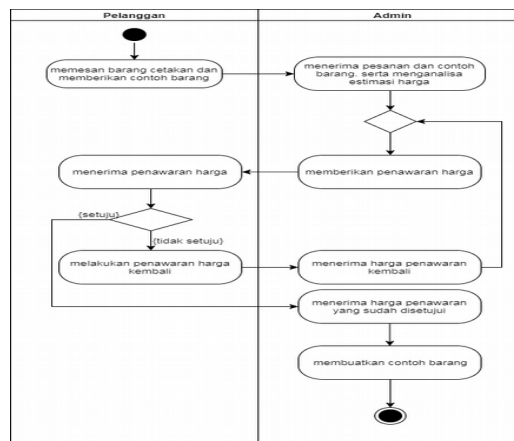 Pelanggan
Admin
memesan barang cetakan dan
memberikan contoh barang
menerima pesanan dan contoh
barang, serta menganalisa
estimasi harga
menerima penawaran harga
memberikan penawaran harga
{setuju}
{tidak setuju}
melakukan penawaran harga
kembali
menerima harga penawaran
kembali
menerima harga penawaran
yang sudah disetujui
membuatkan contoh barang